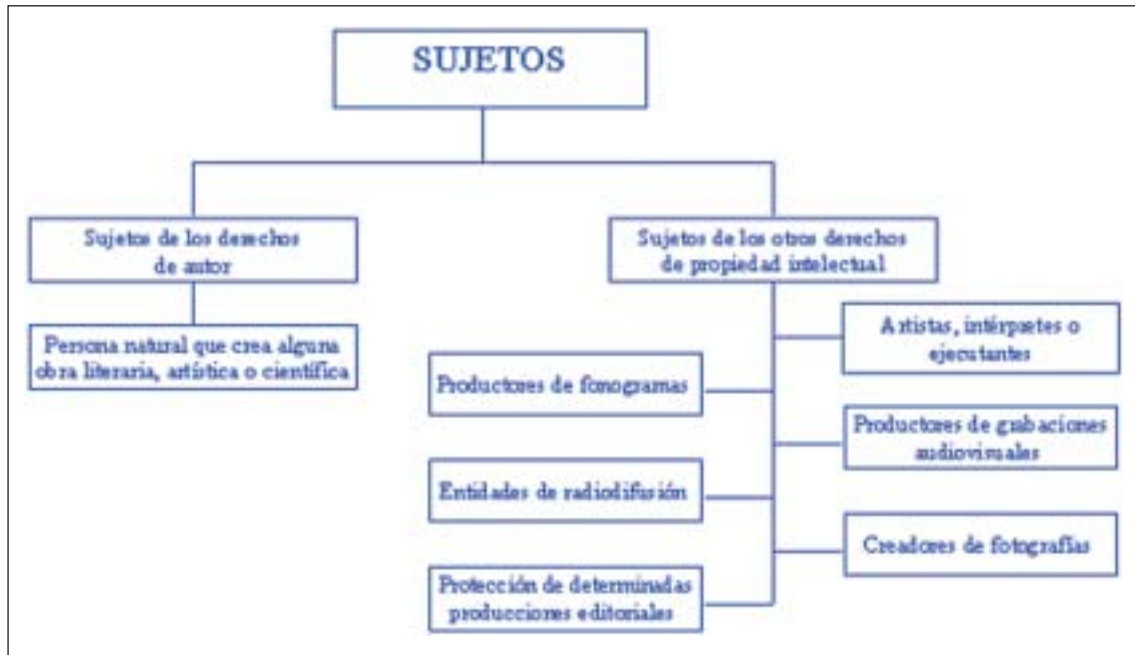 SUJETOS
Sujetos de los derechos
de autor
Persona natural que crea alguna
obra literaria, artística o científica
Sujetos de los otros derechos
de propiedad intelectual
Artistas, intérpretes o
ejecutantes
Productores de fonogramas
Productores de grabaciones
audiovisuales
Entidades de radiodifusión
Creadores de fotografías
Protección de determinadas
producciones editoriales